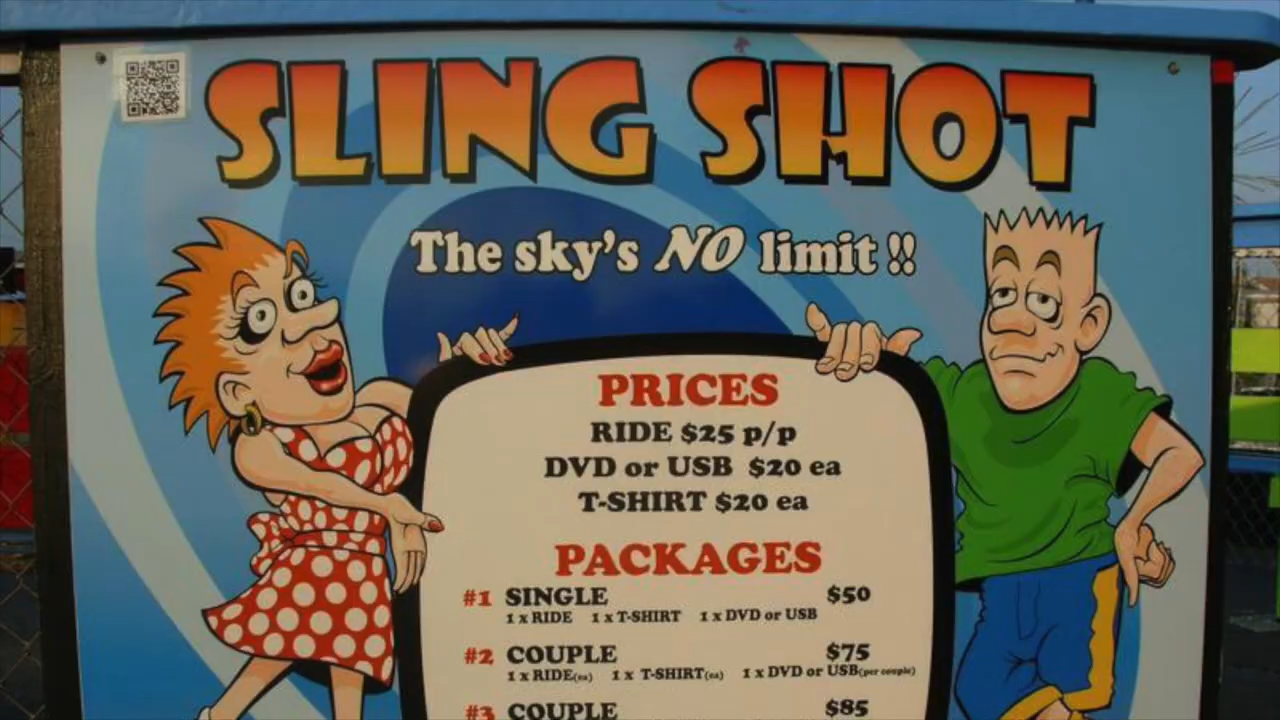 SLING SHOT
The sky's NO limit !!
PRICES
RIDE $25 p/p
DVD or USB $20 ea
T-SHIRT $20 ea
PACKAGES
#1 SINGLE $50
1 x RIDE 1 x T-SHIRT 1 x DVD or USB
#2 COUPLE $75
1 x RIDE(ea) 1 x T-SHIRT(ea) 1 x DVD or USB(per couple)
#3 COUPLE $85